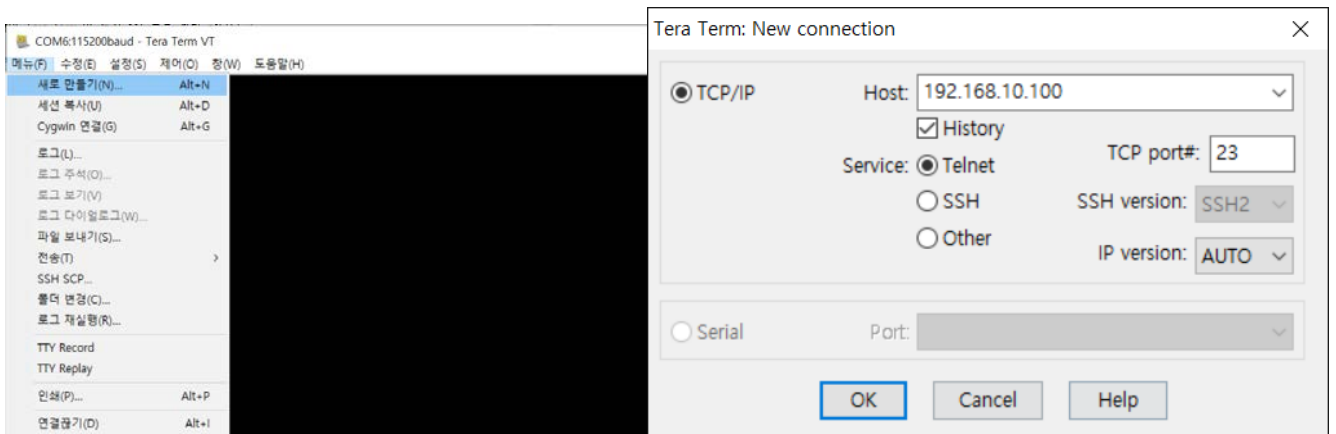 COM6:115200baud - Tera Term VT
메뉴(F) 수정(E) 설정(S) 제어(O) 창(W) 도움말(H)
새로 만들기(N)... Alt+N
세션 복사(U) Alt+D
Cygwin 연결(G) Alt+G
로그(L)...
로그 주석(O)...
로그 보기(V)
로그 다이얼로그(W)...
파일 보내기(S)...
전송(T) >
SSH SCP...
폴더 변경(C)...
로그 재실행(R)...
TTY Record
TTY Replay
인쇄(P)... Alt+P
연결끊기(D) Alt+I
Tera Term: New connection
TCP/IP Host: 192.168.10.100
History
Service: Telnet TCP port#: 23
SSH SSH version: SSH2
Other IP version: AUTO
Serial Port:
OK Cancel Help